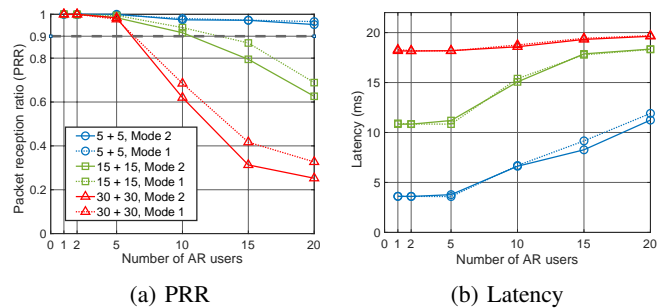 Packet reception ratio (PRR)
1
0.9
0.8
0.6
0.4
0.2
0
5 + 5, Mode 2
5 + 5, Mode 1
15 + 15, Mode 2
15 + 15, Mode 1
30 + 30, Mode 2
30 + 30, Mode 1
0 1 2 5 10 15 20
Number of AR users
(a) PRR
Latency (ms)
20
15
10
5
0
0 1 2 5 10 15 20
Number of AR users
(b) Latency